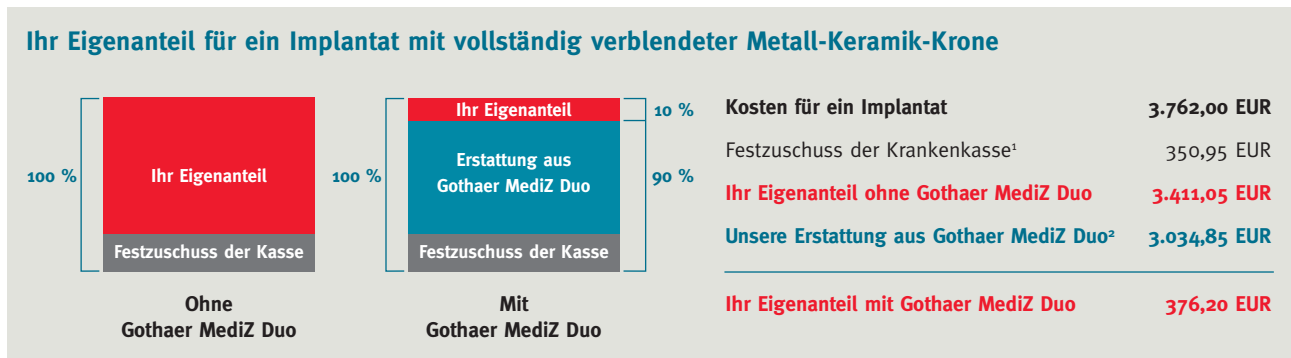 Ihr Eigenanteil für ein Implantat mit vollständig verblendeter Metall-Keramik-Krone
100 %
Ihr Eigenanteil
Festzuschuss der Kasse
Ohne
Gothaer MediZ Duo
100 %
Ihr Eigenanteil
Erstattung aus
Gothaer MediZ Duo
Festzuschuss der Kasse
10 %
90 %
Mit
Gothaer MediZ Duo
Kosten für ein Implantat 3.762,00 EUR
Festzuschuss der Krankenkasse¹ 350,95 EUR
Ihr Eigenanteil ohne Gothaer MediZ Duo 3.411,05 EUR
Unsere Erstattung aus Gothaer MediZ Duo² 3.034,85 EUR
Ihr Eigenanteil mit Gothaer MediZ Duo 376,20 EUR